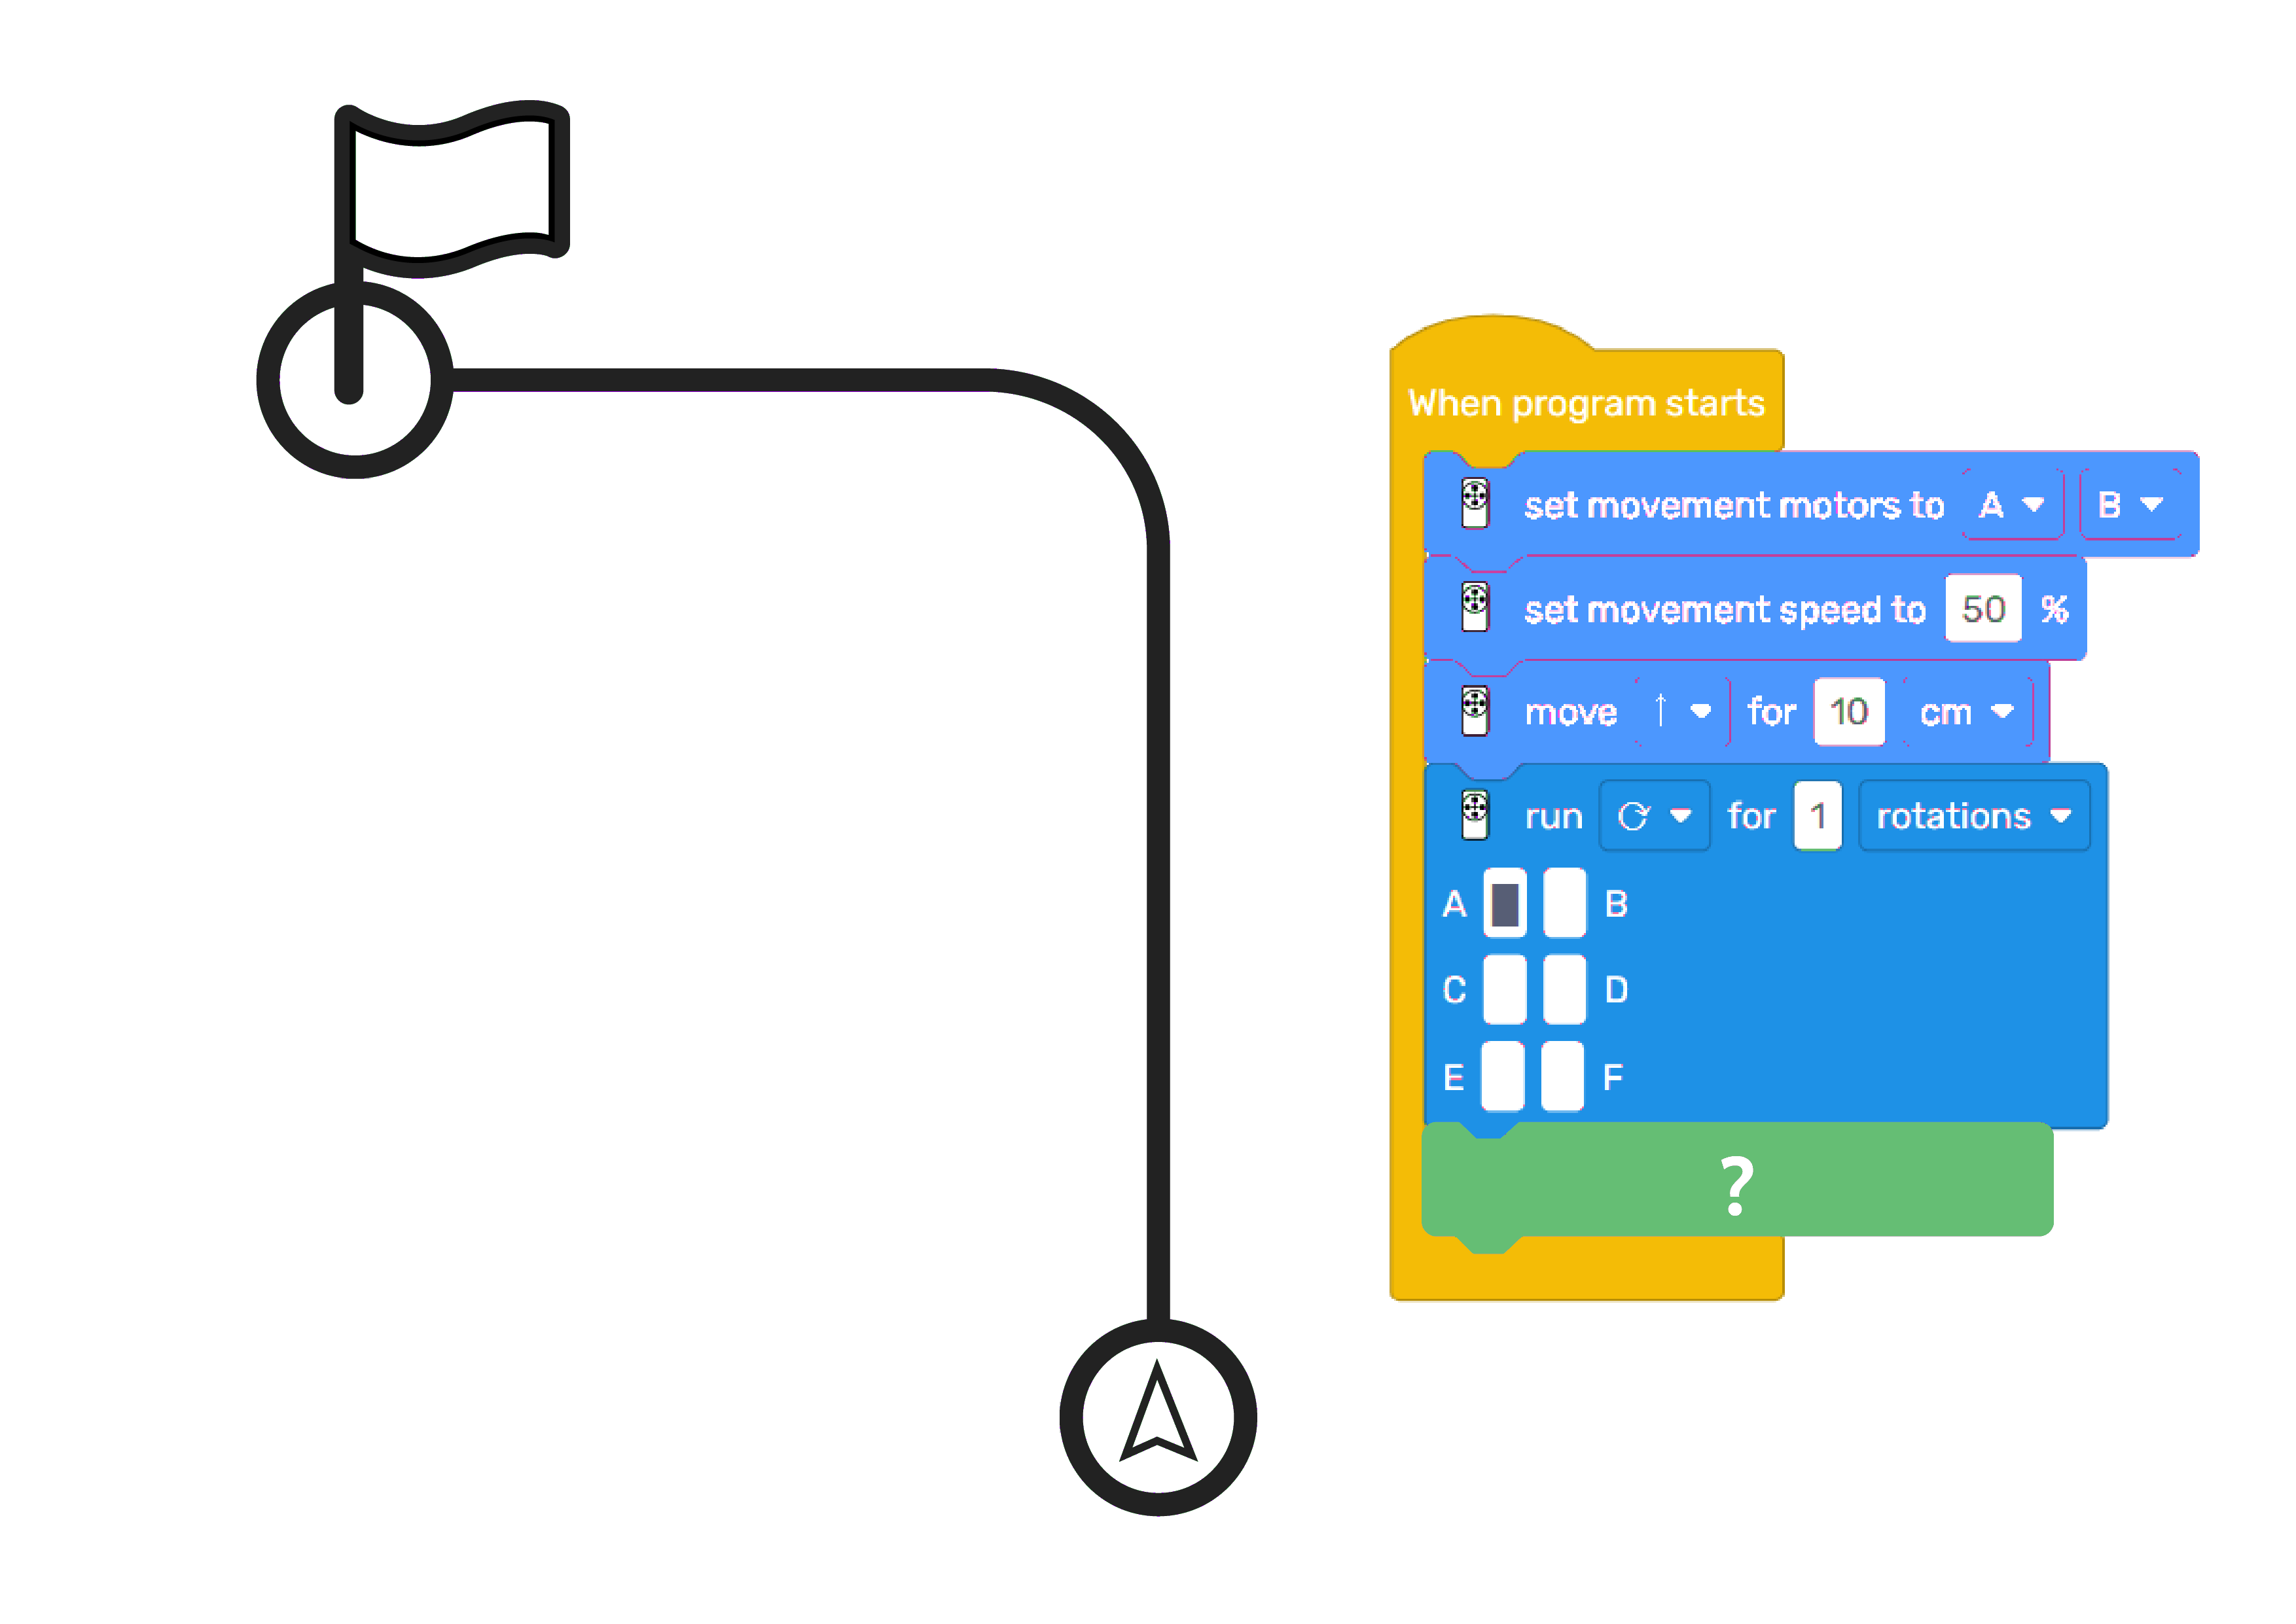 When program starts
set movement motors to A B
set movement speed to 50 %
move ↑ for 10 cm
run ⟳ for 1 rotations
A B
C D
E F
?